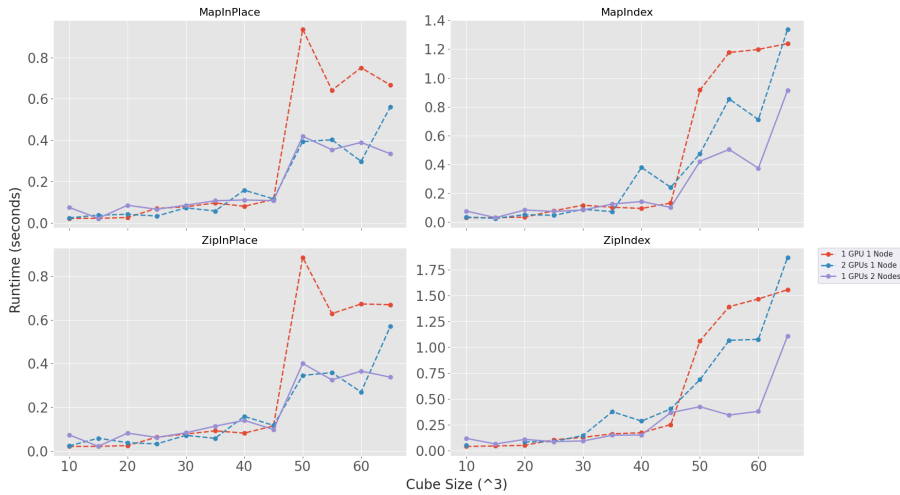 MapInPlace
MapIndex
0.8
0.6
0.4
0.2
0.0
1.4
1.2
1.0
0.8
0.6
0.4
0.2
0.0
ZipInPlace
ZipIndex
0.8
0.6
0.4
0.2
0.0
10 20 30 40 50 60
1.75
1.50
1.25
1.00
0.75
0.50
0.25
0.00
10 20 30 40 50 60
Runtime (seconds)
Cube Size (^3)
1 GPU 1 Node
2 GPUs 1 Node
1 GPUs 2 Nodes